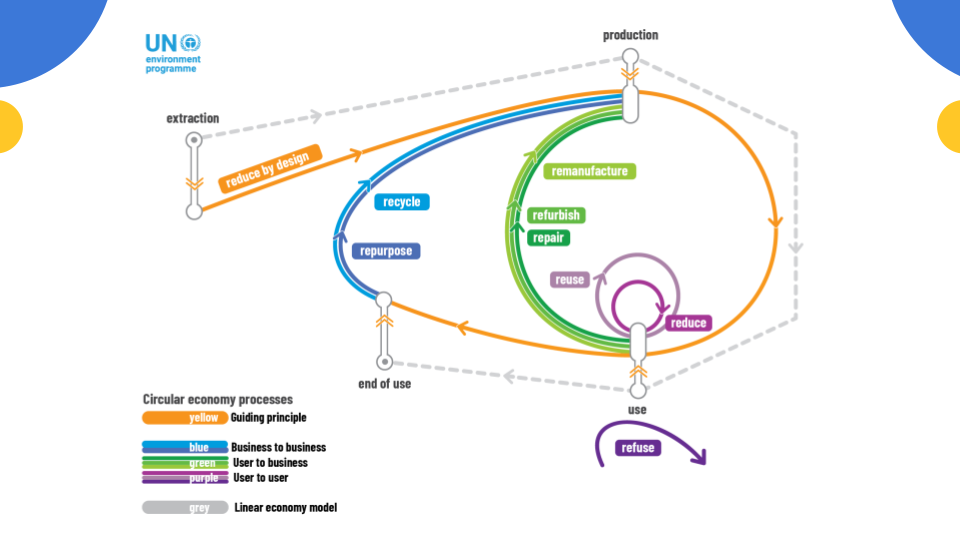 UN
environment
programme
production
extraction
reduce by design
remanufacture
recycle
refurbish
repair
repurpose
reuse
reduce
end of use
use
refuse
Circular economy processes
yellow Guiding principle
blue Business to business
green User to business
purple User to user
grey Linear economy model